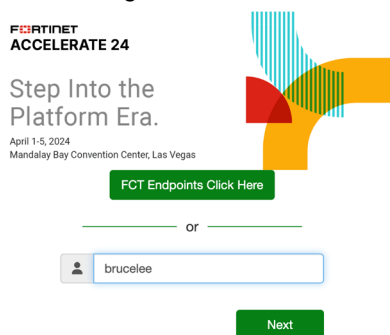 FORTINET
ACCELERATE 24
Step Into the
Platform Era.
April 1-5, 2024
Mandalay Bay Convention Center, Las Vegas
FCT Endpoints Click Here
or
brucelee
Next